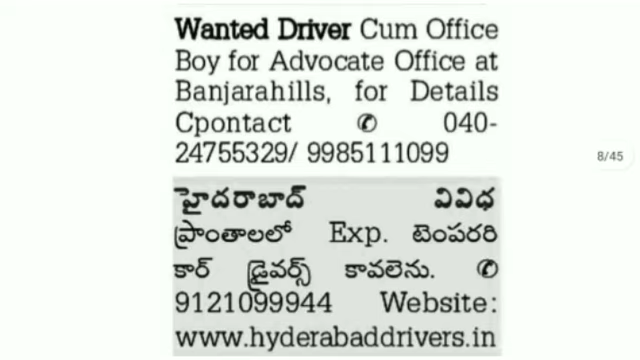 Wanted Driver Cum Office
Boy for Advocate Office at
Banjarahills, for Details
Cpontact ✆ 040-
24755329/ 9985111099
8/45
హైదరాబాద్ వివిధ
ప్రాంతాలలో Exp. టెంపరరి
కార్ డ్రైవర్స్ కావలెను. ✆
9121099944 Website:
www.hyderabaddrivers.in